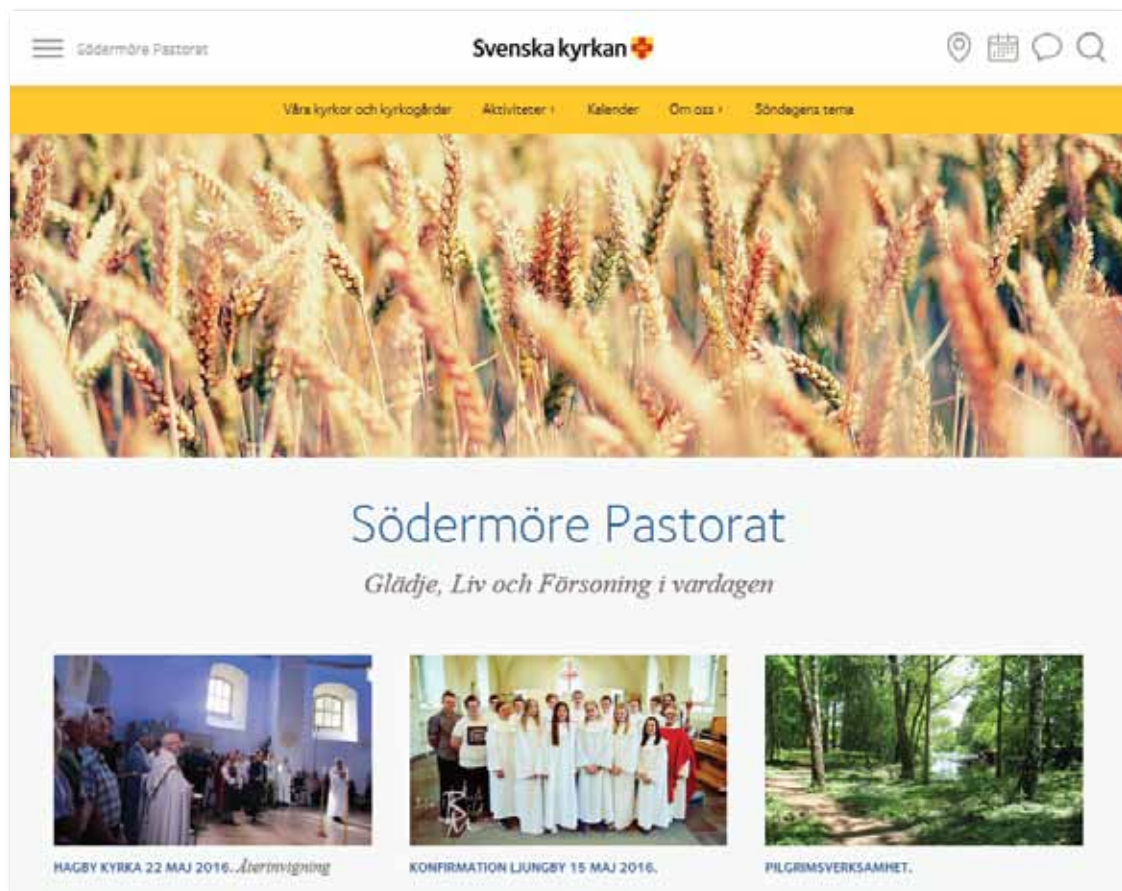 Södermöre Pastorat
Svenska kyrkan
Våra kyrkor och kyrkogårdar Aktiviteter › Kalender Om oss › Söndagens tema
Södermöre Pastorat
Glädje, Liv och Försoning i vardagen
HAGBY KYRKA 22 MAJ 2016. Återinvigning
KONFIRMATION LJUNGBY 15 MAJ 2016.
PILGRIMSVERKSAMHET.